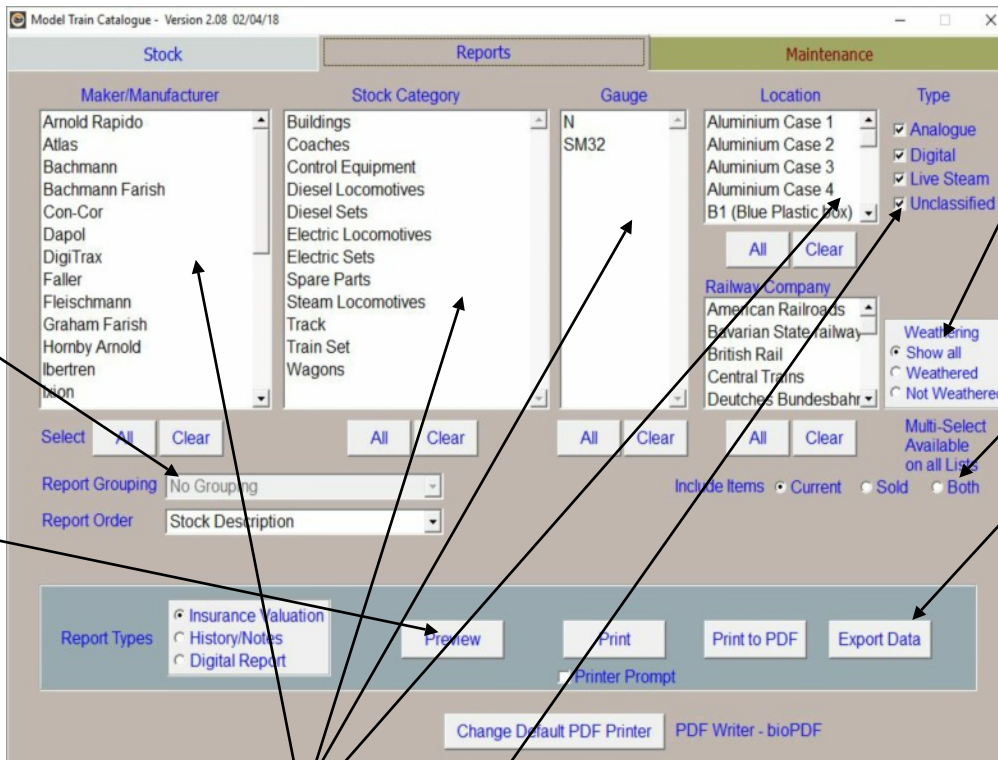 Model Train Catalogue - Version 2.08 02/04/18
Stock
Reports
Maintenance
Maker/Manufacturer
Arnold Rapido
Atlas
Bachmann
Bachmann Farish
Con-Cor
Dapol
DigiTrax
Faller
Fleischmann
Graham Farish
Hornby Arnold
Ibertren
Ixion
Stock Category
Buildings
Coaches
Control Equipment
Diesel Locomotives
Diesel Sets
Electric Locomotives
Electric Sets
Spare Parts
Steam Locomotives
Track
Train Set
Wagons
Gauge
N
SM32
Location
Aluminium Case 1
Aluminium Case 2
Aluminium Case 3
Aluminium Case 4
B1 (Blue Plastic box)
All Clear
Railway Company
American Railroads
Bavarian State railway
British Rail
Central Trains
Deutches Bundesbahn
Type
Analogue
Digital
Live Steam
Unclassified
Weathering
Show all
Weathered
Not Weathered
Select All Clear
All Clear
All Clear
All Clear
Multi-Select
Available
on all Lists
Report Grouping No Grouping
Include Items Current Sold Both
Report Order Stock Description
Report Types
Insurance Valuation
History/Notes
Digital Report
Preview
Print
Print to PDF
Export Data
Printer Prompt
Change Default PDF Printer
PDF Writer - bioPDF